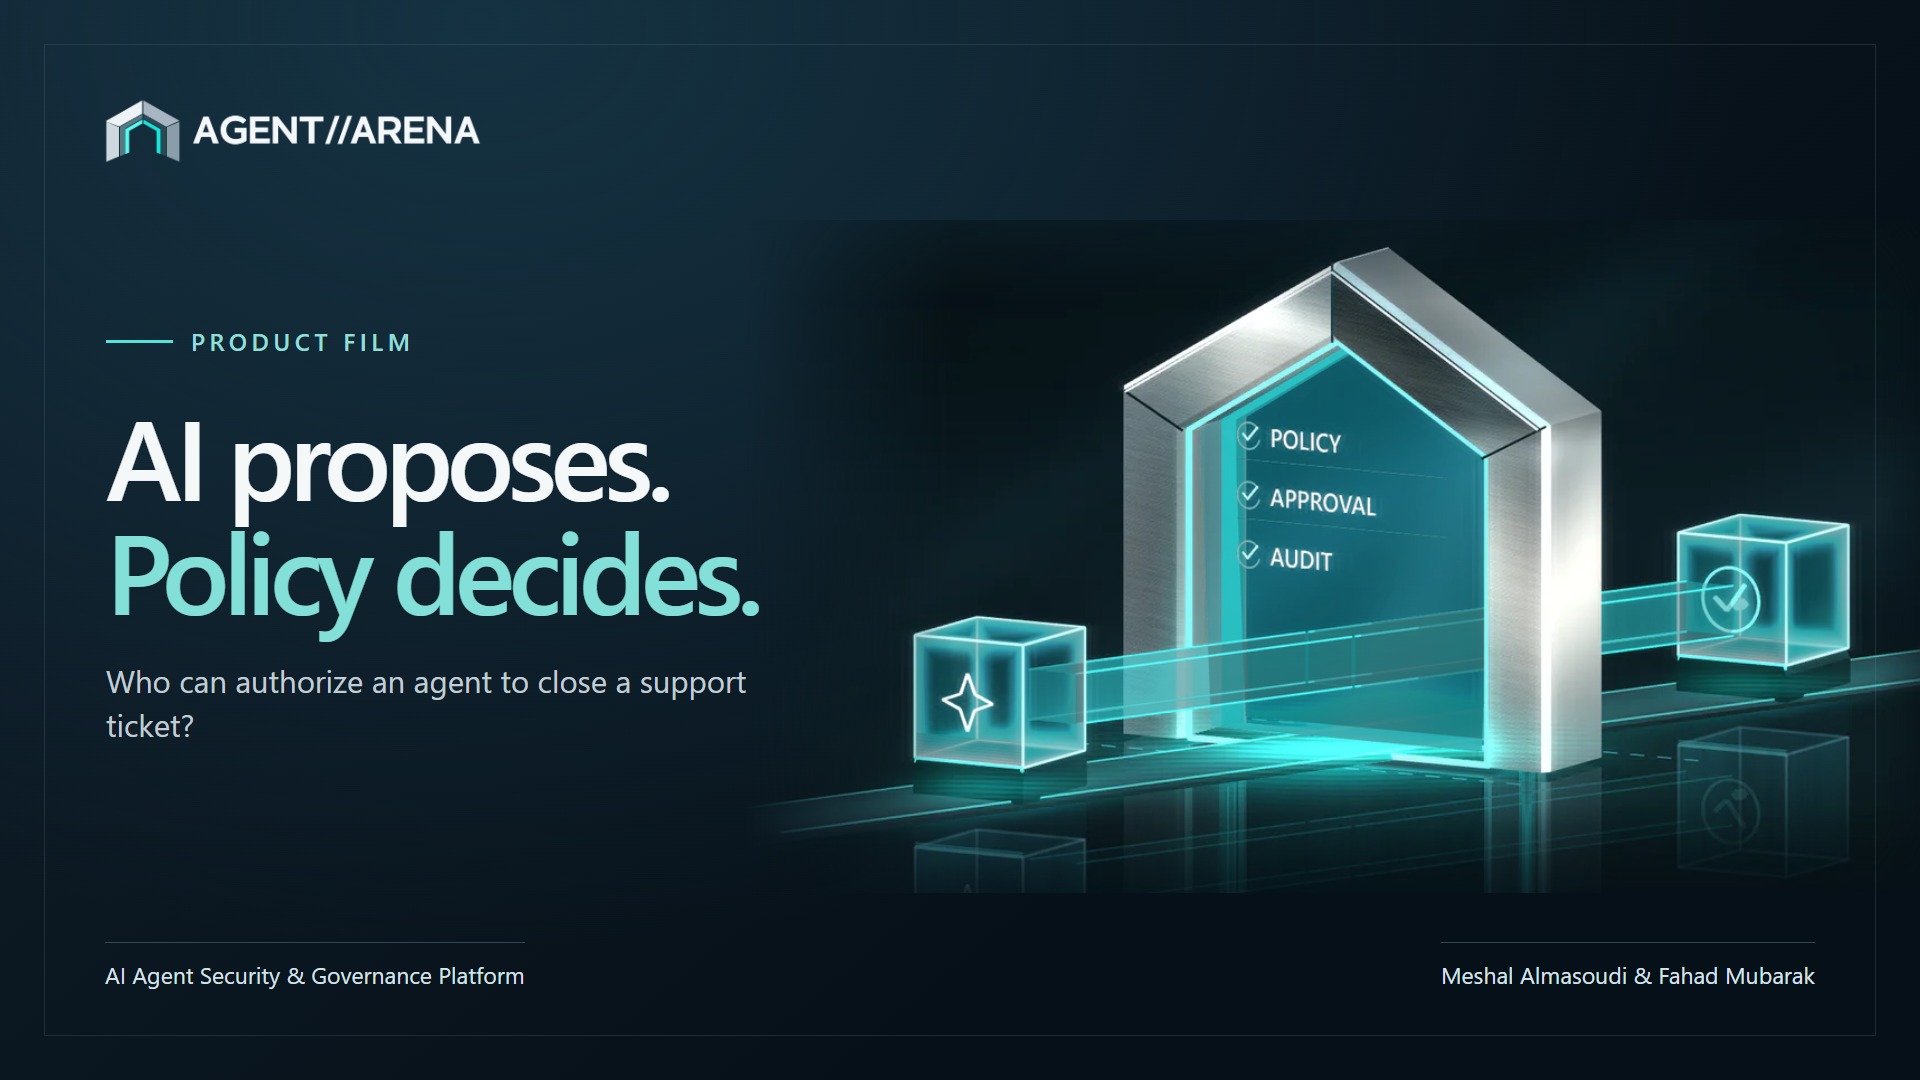 AGENT//ARENA
PRODUCT FILM
AI proposes.
Policy decides.
Who can authorize an agent to close a support
ticket?
POLICY
APPROVAL
AUDIT
AI Agent Security & Governance Platform
Meshal Almasoudi & Fahad Mubarak